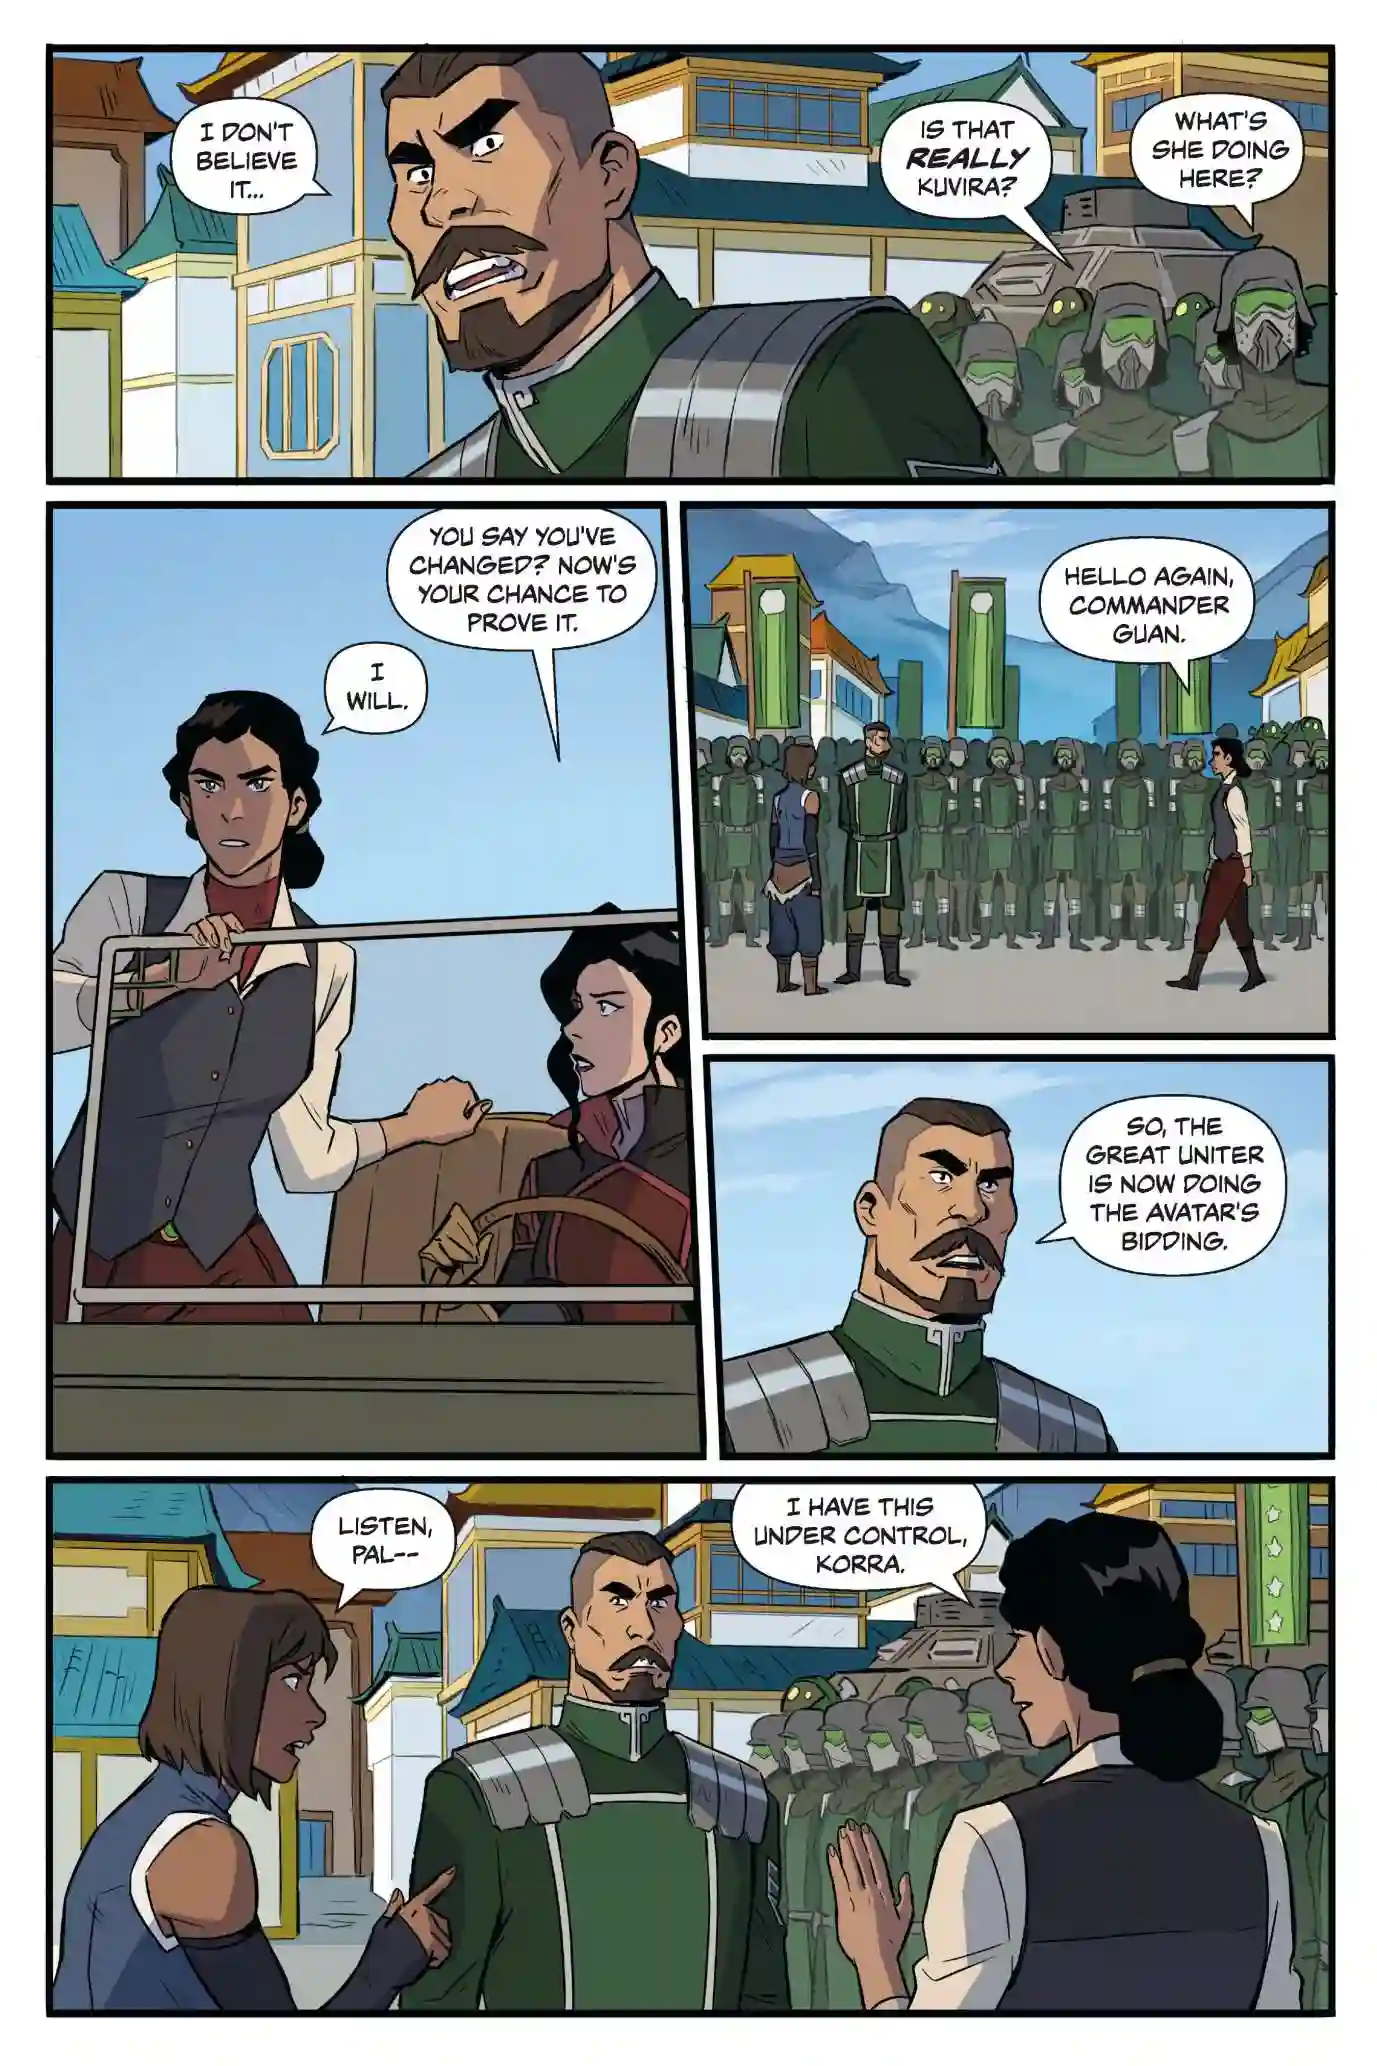 I DON'T
BELIEVE
IT...
IS THAT
REALLY
KUVIRA?
WHAT'S
SHE DOING
HERE?
YOU SAY YOU'VE
CHANGED? NOW'S
YOUR CHANCE TO
PROVE IT.
I
WILL.
HELLO AGAIN,
COMMANDER
GUAN.
SO, THE
GREAT UNITER
IS NOW DOING
THE AVATAR'S
BIDDING.
LISTEN,
PAL--
I HAVE THIS
UNDER CONTROL,
KORRA.